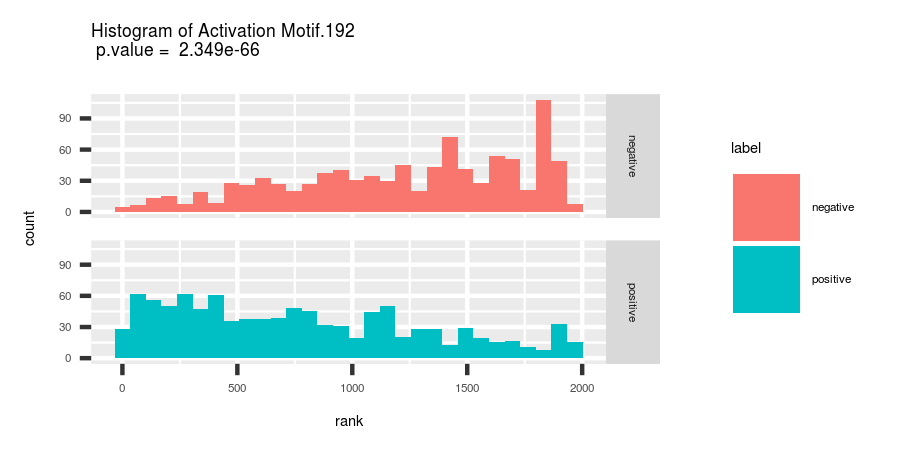 Histogram of Activation Motif.192
p.value = 2.349e-66
count
90
60
30
0
negative
90
60
30
0
positive
0 500 1000 1500 2000
rank
label
negative
positive